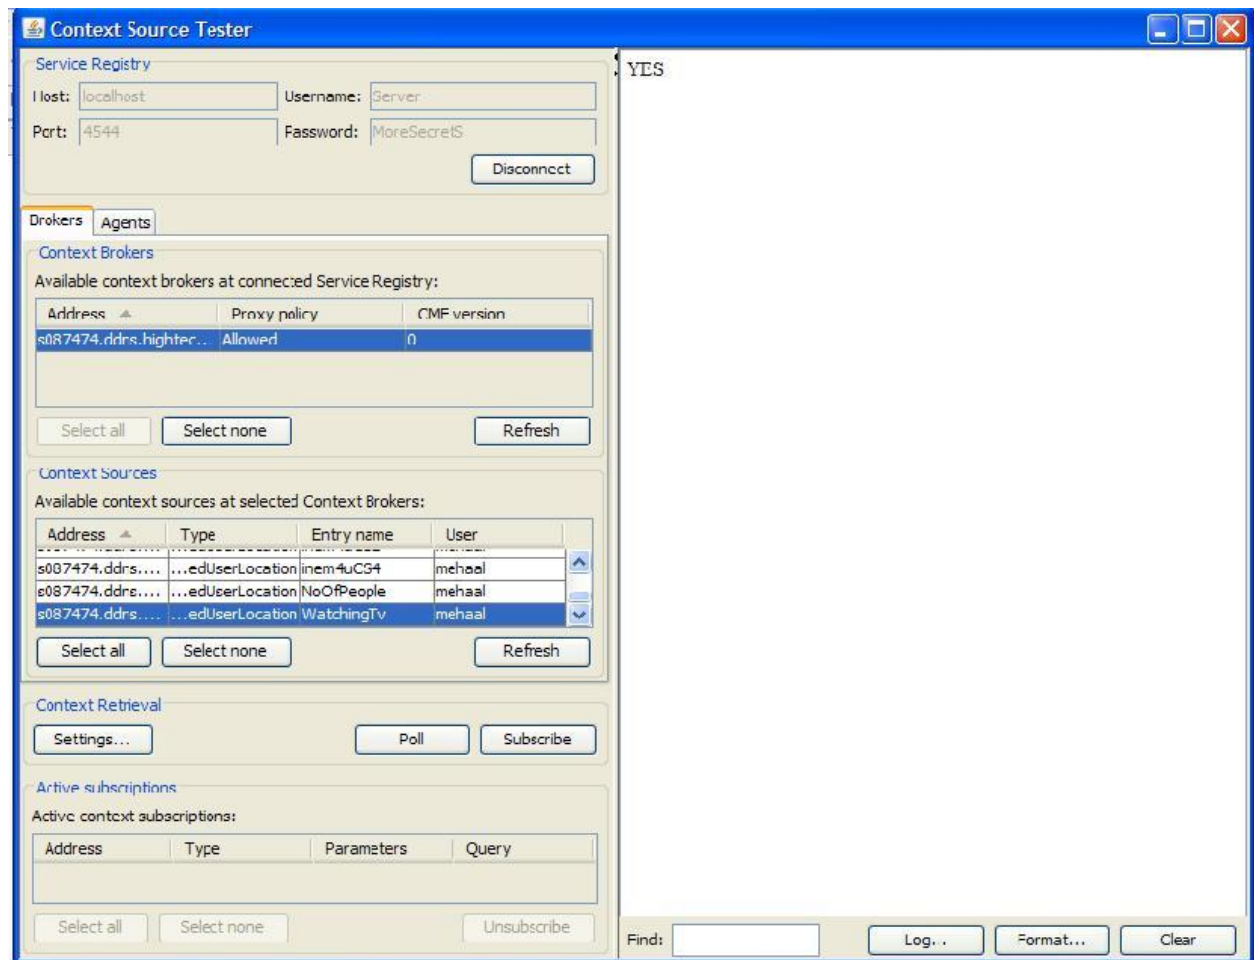 Context Source Tester
Service Registry
Host: localhost Username: Server
Port: 4544 Password: MoreSecretS
Disconnect
Brokers Agents
Context Brokers
Available context brokers at connected Service Registry:
Address Proxy policy CMF version
s087474.ddns.hightec... Allowed 0
Select all Select none Refresh
Context Sources
Available context sources at selected Context Brokers:
Address Type Entry name User
s087474.ddns.... ...edUserLocation inem4uCS4 mehaal
s087474.ddns.... ...edUserLocation NoOfPeople mehaal
s087474.ddns.... ...edUserLocation WatchingTv mehaal
Select all Select none Refresh
Context Retrieval
Settings... Poll Subscribe
Active subscriptions
Active context subscriptions:
Address Type Parameters Query
Select all Select none Unsubscribe
YES
Find: Log... Format... Clear